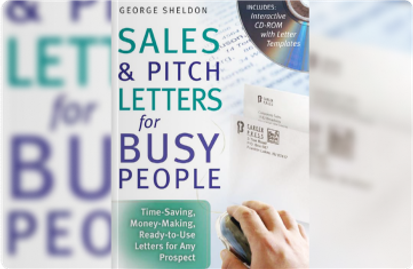 GEORGE SHELDON
INCLUDES:
Interactive
CD-ROM
with Letter
Templates
SALES
& PITCH
LETTERS
for
BUSY
PEOPLE
Time-Saving,
Money-Making,
Ready-to-Use
Letters for Any
Prospect